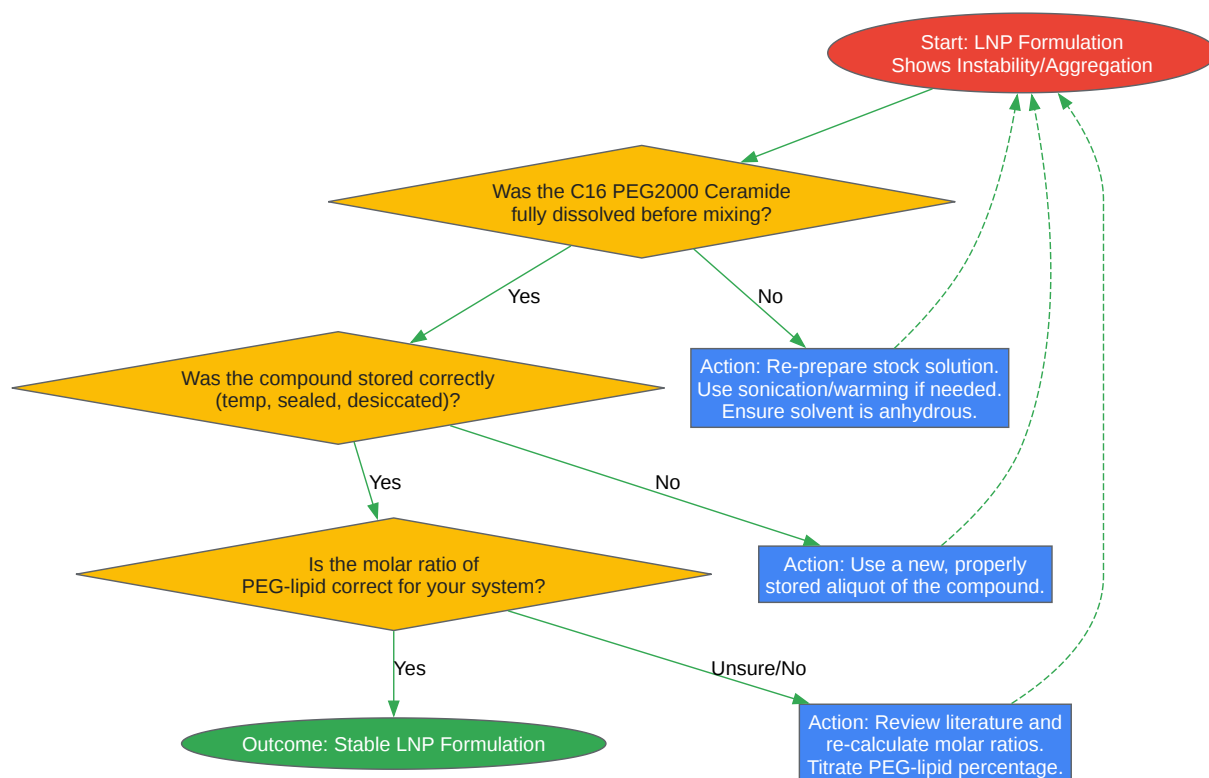 Start: LNP Formulation
Shows Instability/Aggregation
Was the C16 PEG2000 Ceramide
fully dissolved before mixing?
Yes
No
Was the compound stored correctly
(temp, sealed, desiccated)?
Action: Re-prepare stock solution.
Use sonication/warming if needed.
Ensure solvent is anhydrous.
Yes
No
Is the molar ratio of
PEG-lipid correct for your system?
Action: Use a new, properly
stored aliquot of the compound.
Yes
Unsure/No
Outcome: Stable LNP Formulation
Action: Review literature and
re-calculate molar ratios.
Titrate PEG-lipid percentage.